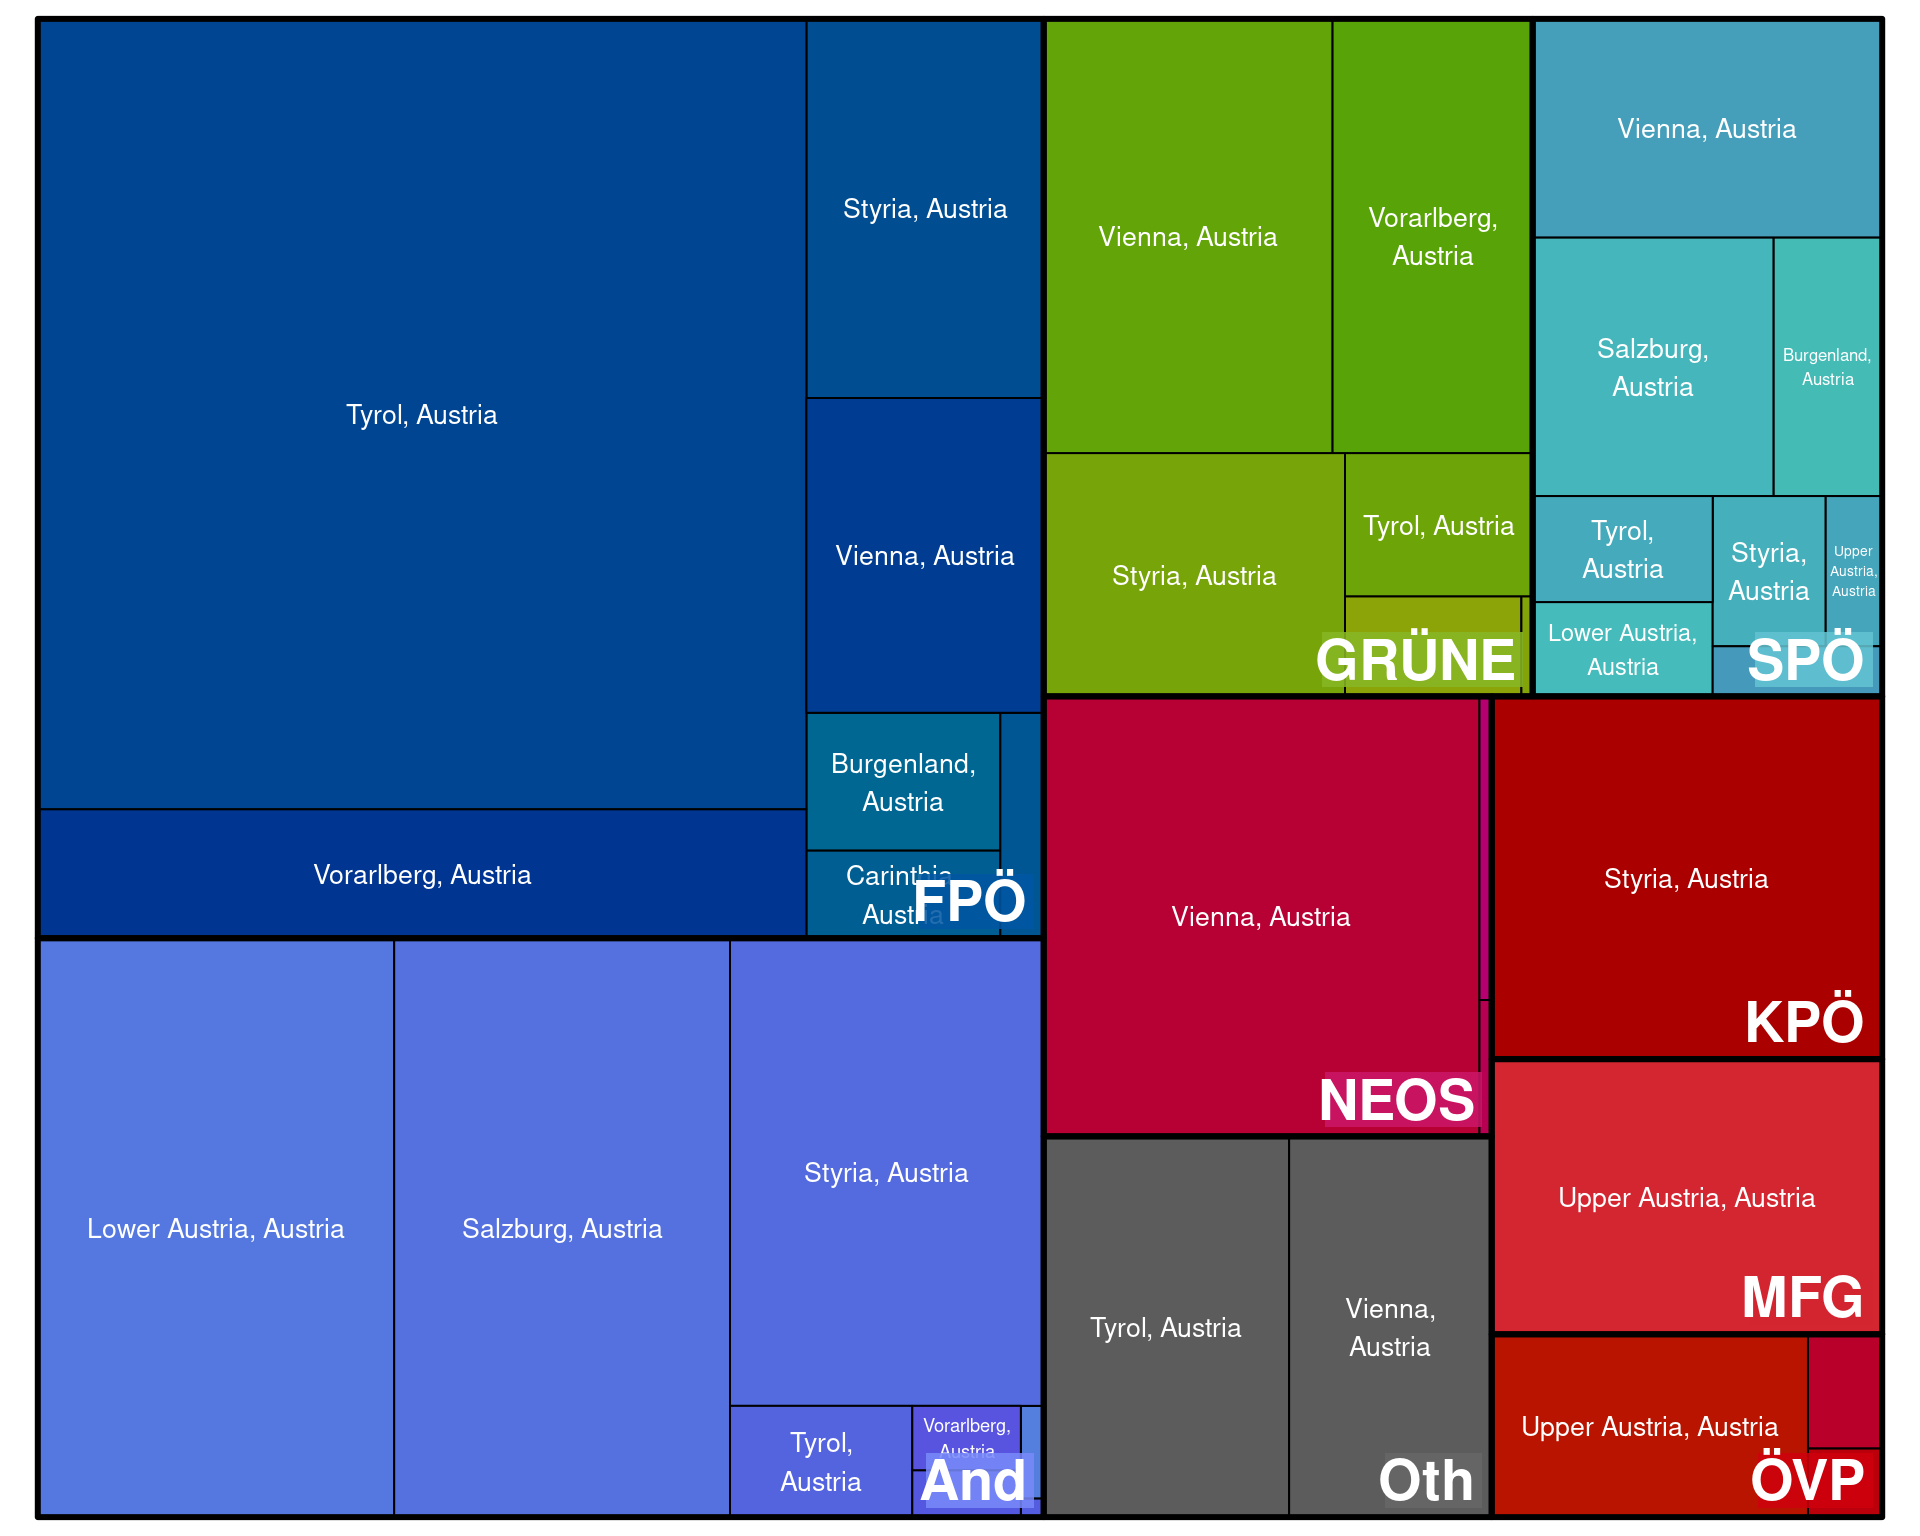 Tyrol, Austria
Vorarlberg, Austria
Styria, Austria
Vienna, Austria
Burgenland,
Austria
Carinthia,
Austria
FPÖ
Lower Austria, Austria
Salzburg, Austria
Styria, Austria
Tyrol,
Austria
Vorarlberg,
Austria
And
Vienna, Austria
Vorarlberg,
Austria
Styria, Austria
Tyrol, Austria
GRÜNE
Vienna, Austria
Salzburg,
Austria
Burgenland,
Austria
Tyrol,
Austria
Lower Austria,
Austria
Styria,
Austria
Upper
Austria,
Austria
SPÖ
Vienna, Austria
NEOS
Styria, Austria
KPÖ
Upper Austria, Austria
MFG
Tyrol, Austria
Vienna,
Austria
Oth
Upper Austria, Austria
ÖVP